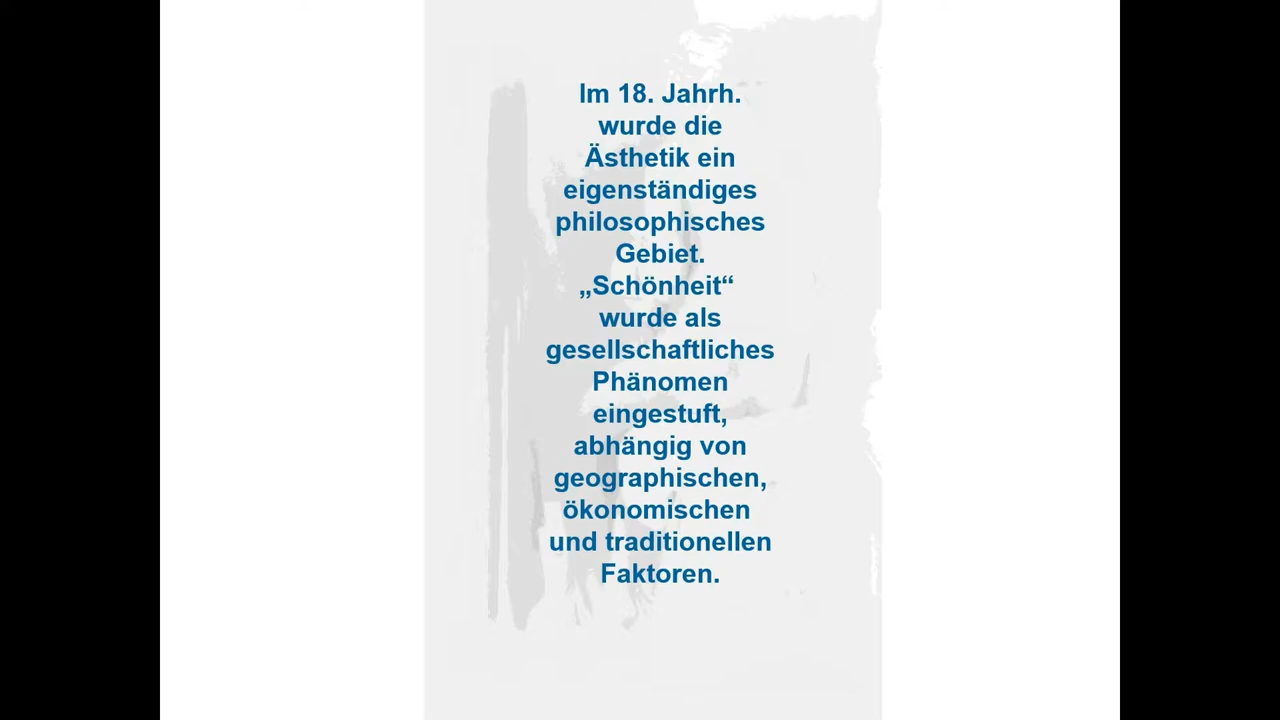 Im 18. Jahrh.
wurde die
Ästhetik ein
eigenständiges
philosophisches
Gebiet.
„Schönheit“
wurde als
gesellschaftliches
Phänomen
eingestuft,
abhängig von
geographischen,
ökonomischen
und traditionellen
Faktoren.